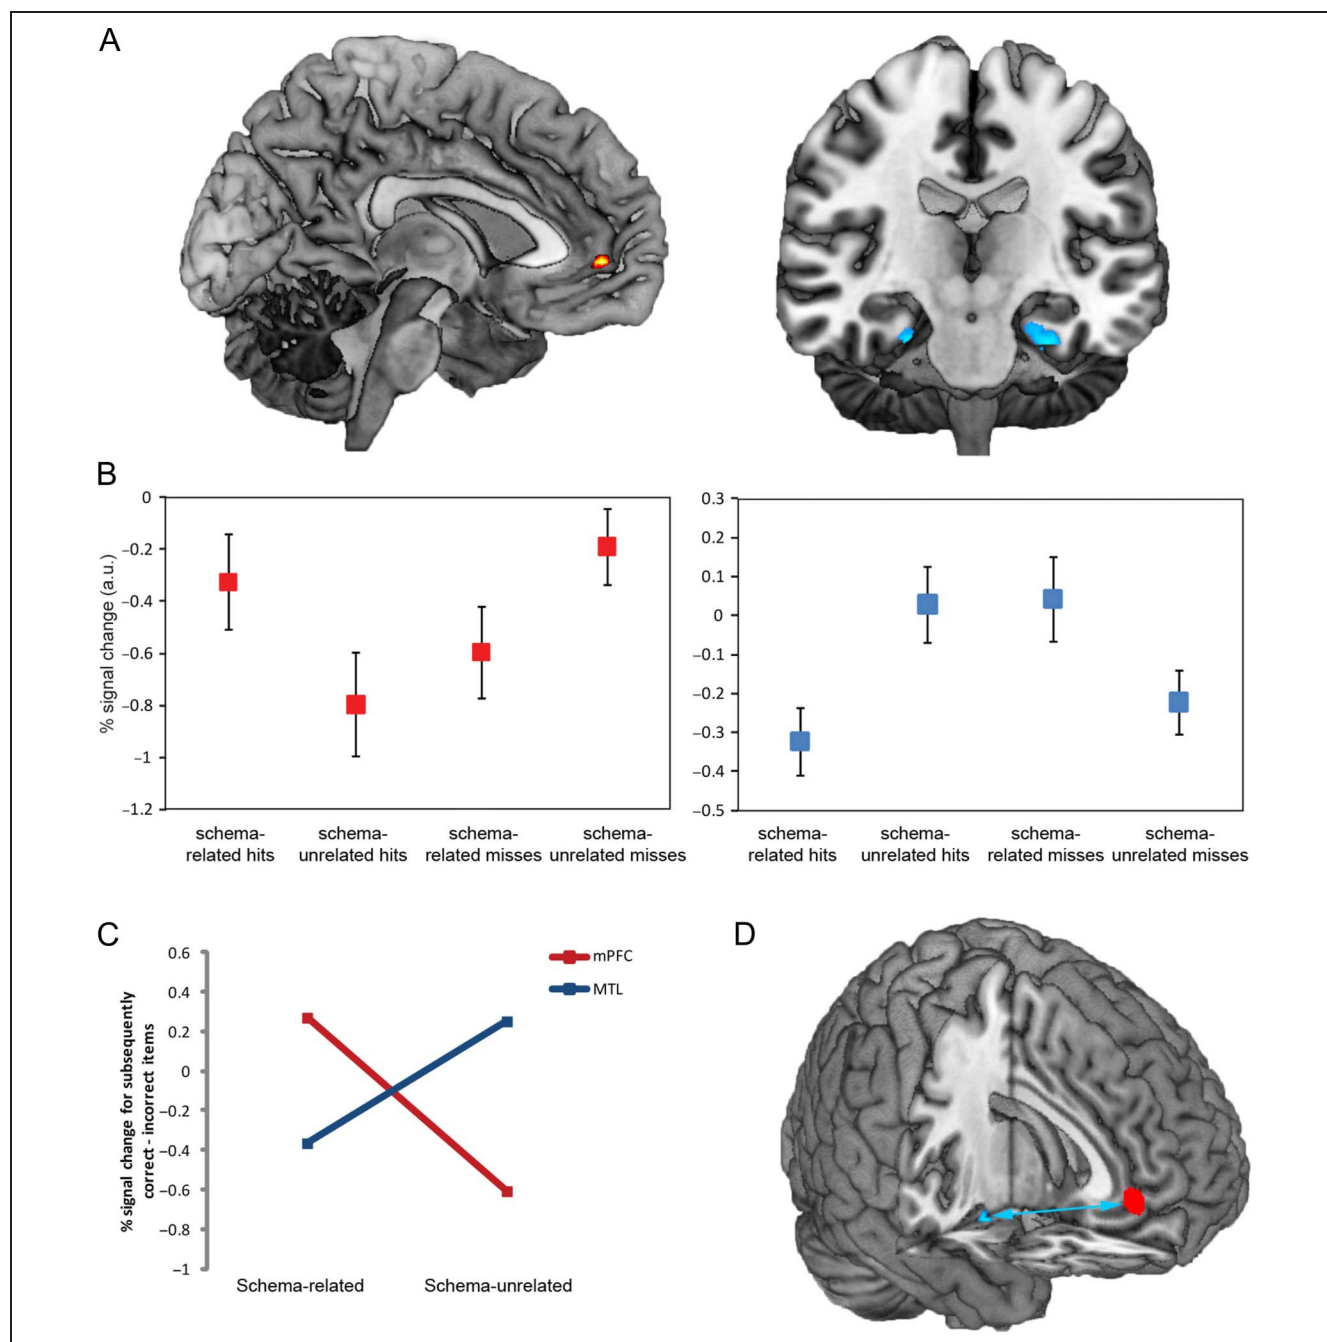 A
B
0
−0.2
−0.4
−0.6
−0.8
−1
−1.2
% signal change (a.u.)
schema-
related hits
schema-
unrelated hits
schema-
related misses
schema-
unrelated misses
0.3
0.2
0.1
0
−0.1
−0.2
−0.3
−0.4
−0.5
% signal change (a.u.)
schema-
related hits
schema-
unrelated hits
schema-
related misses
schema-
unrelated misses
C
0.6
0.4
0.2
0
−0.2
−0.4
−0.6
−0.8
−1
% signal change for subsequently
correct - incorrect items
mPFC
MTL
Schema-related
Schema-unrelated
D